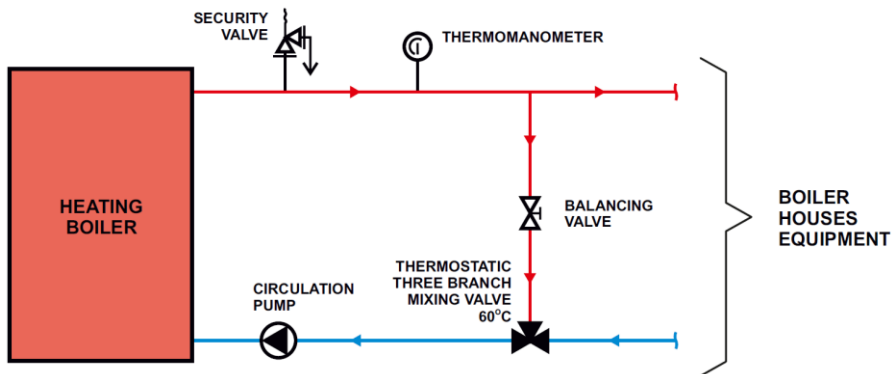 SECURITY
VALVE
THERMOMANOMETER
HEATING
BOILER
BALANCING
VALVE
BOILER
HOUSES
EQUIPMENT
THERMOSTATIC
THREE BRANCH
MIXING VALVE
60°C
CIRCULATION
PUMP